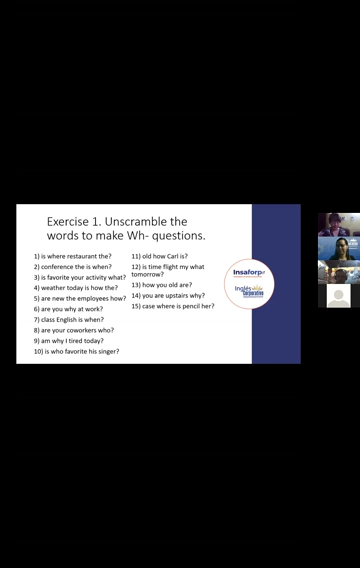 Exercise 1. Unscramble the
words to make Wh- questions.
1) is where restaurant the?
2) conference the is when?
3) is favorite your activity what?
4) weather today is how the?
5) are new the employees how?
6) are you why at work?
7) class English is when?
8) are your coworkers who?
9) am why I tired today?
10) is who favorite his singer?
11) old how Carl is?
12) is time flight my what
tomorrow?
13) how you old are?
14) you are upstairs why?
15) case where is pencil her?
Insaforp
Inglés
Corporativo